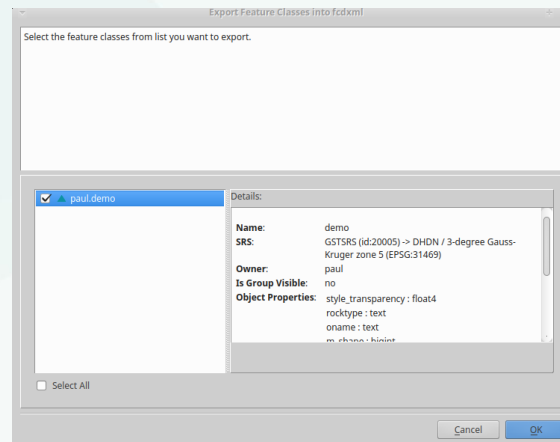 Export Feature Classes into fcdxml
Select the feature classes from list you want to export.
paul.demo
Details:
Name: demo
SRS: GSTSRS (id:20005) -> DHDN / 3-degree Gauss-
Kruger zone 5 (EPSG:31469)
Owner: paul
Is Group Visible: no
Object Properties: style_transparency : float4
rocktype : text
oname : text
m_shape : bigint
Select All
Cancel
OK